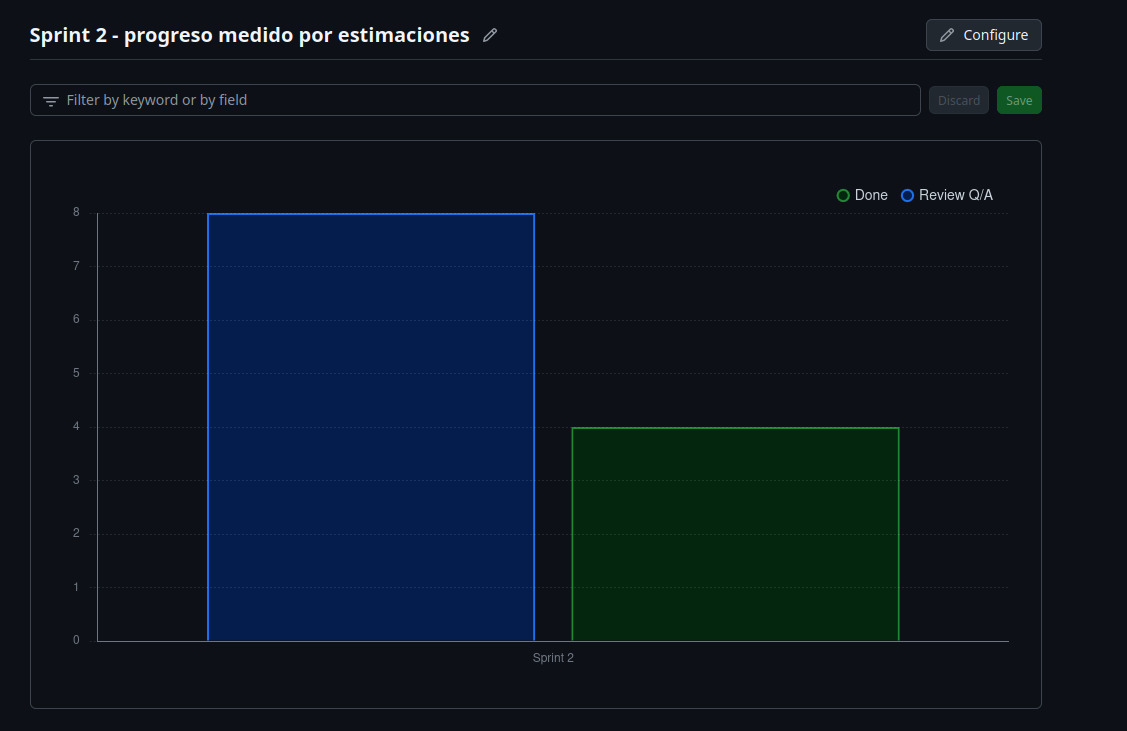 Sprint 2 - progreso medido por estimaciones
Configure
Filter by keyword or by field
Discard
Save
Done
Review Q/A
8
7
6
5
4
3
2
1
0
Sprint 2